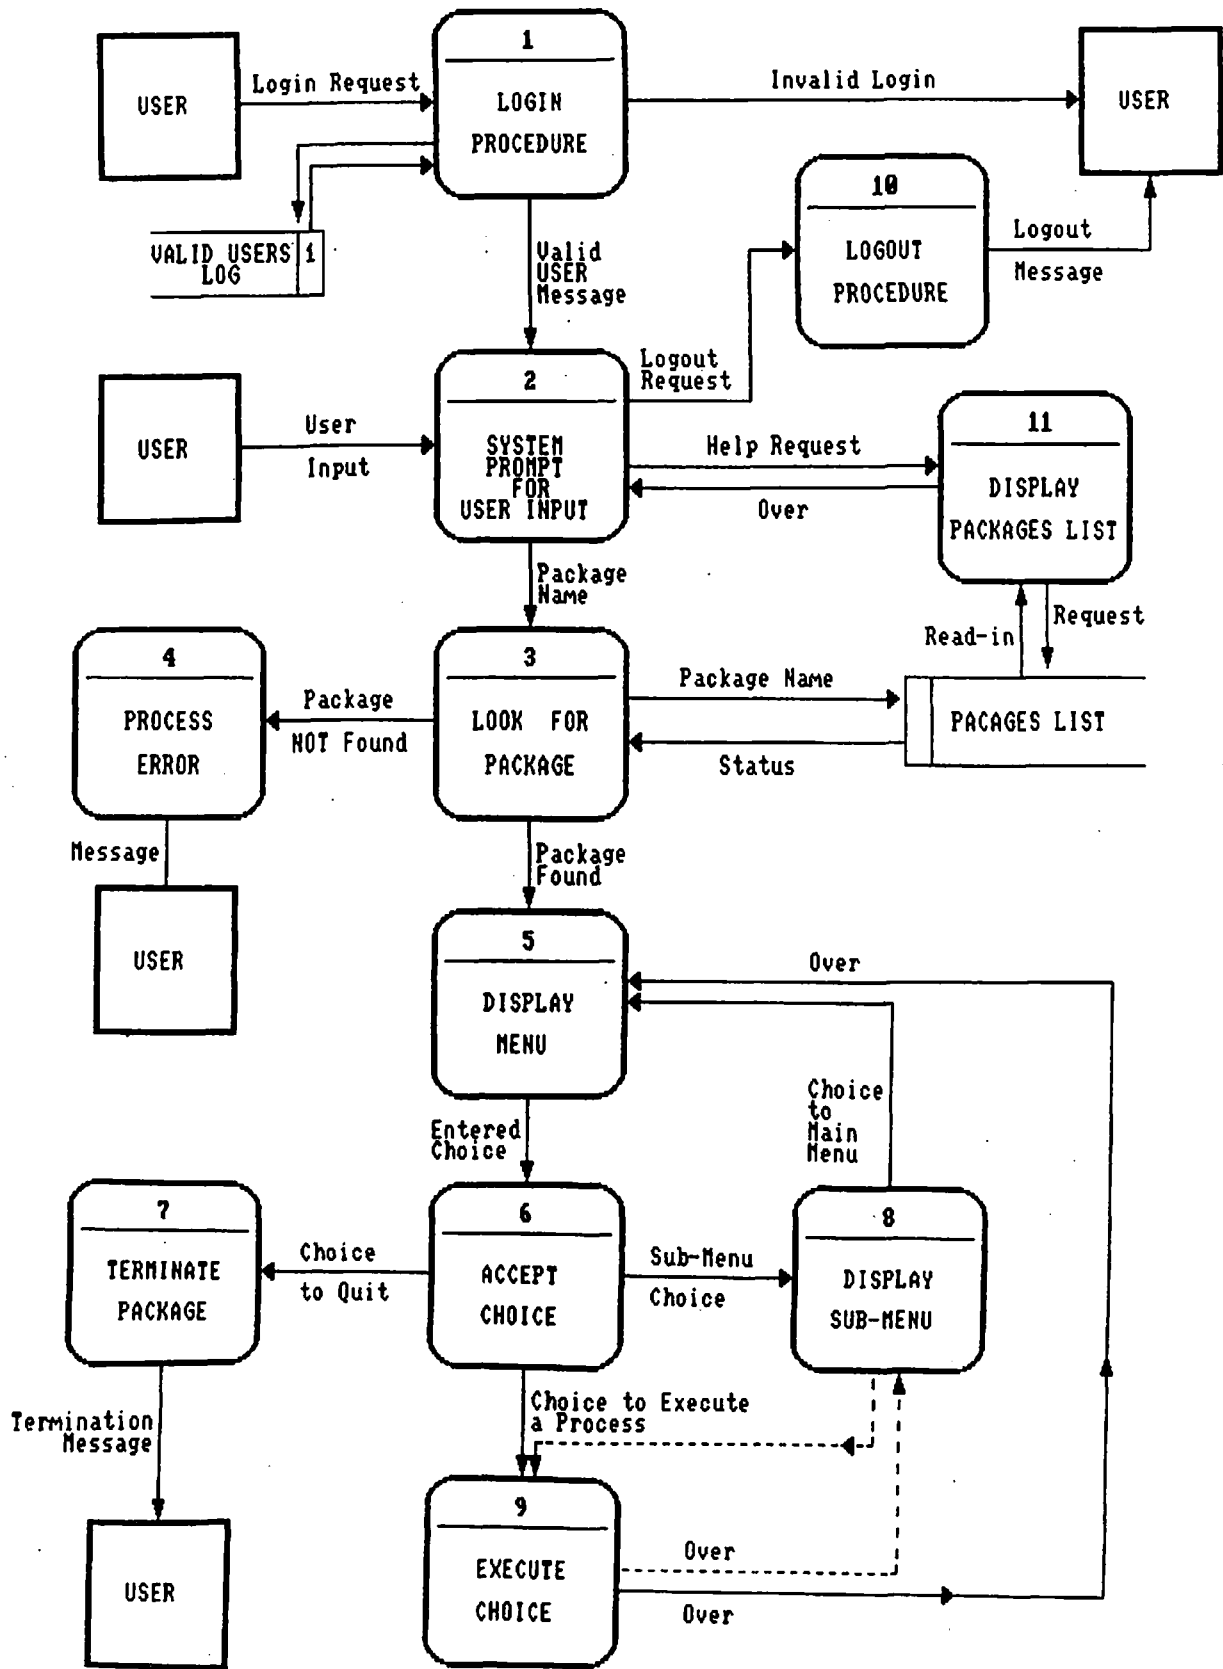 1
USER
Login Request
LOGIN
PROCEDURE
Invalid Login
USER
10
LOGOUT
PROCEDURE
Logout
Message
VALID USERS
LOG
1
Valid
USER
Message
Logout
Request
2
SYSTEM
PROMPT
FOR
USER INPUT
USER
User
Input
Help Request
Over
11
DISPLAY
PACKAGES LIST
Package
Name
Read-in
Request
4
PROCESS
ERROR
Package
NOT Found
3
LOOK FOR
PACKAGE
Package Name
Status
PACAGES LIST
Message
USER
Package
Found
5
DISPLAY
MENU
Over
Choice
to
Main
Menu
Entered
Choice
7
TERMINATE
PACKAGE
Choice
to Quit
6
ACCEPT
CHOICE
Sub-Menu
Choice
8
DISPLAY
SUB-MENU
Choice to Execute
a Process
Termination
Message
USER
9
EXECUTE
CHOICE
Over
Over